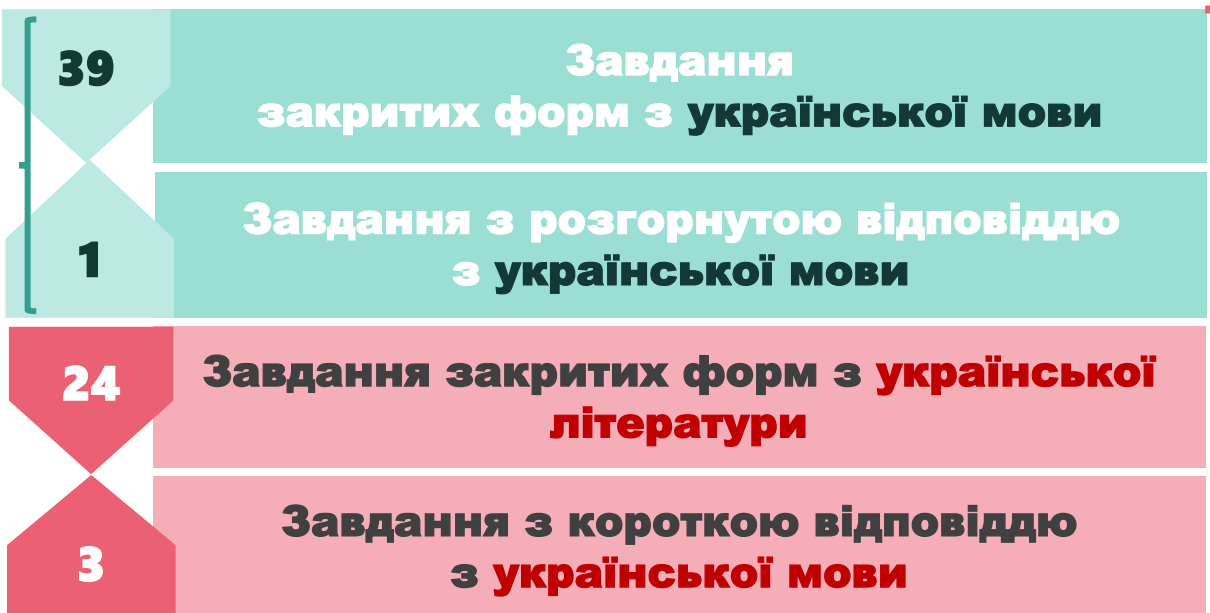 39
Завдання
закритих форм з української мови
1
Завдання з розгорнутою відповіддю
з української мови
24
Завдання закритих форм з української
літератури
3
Завдання з короткою відповіддю
з української мови